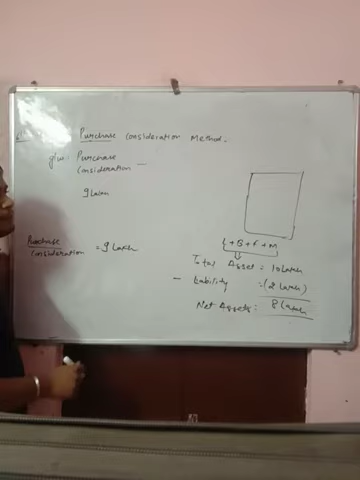 Purchase consideration Method.
give: Purchase
consideration —
9 Lakh
Purchase
consideration = 9 Lakh
L + B + F + M
Total Asset = 10 Lakh
- Liability = (2 Lakh)
Net Assets: 8 Lakh